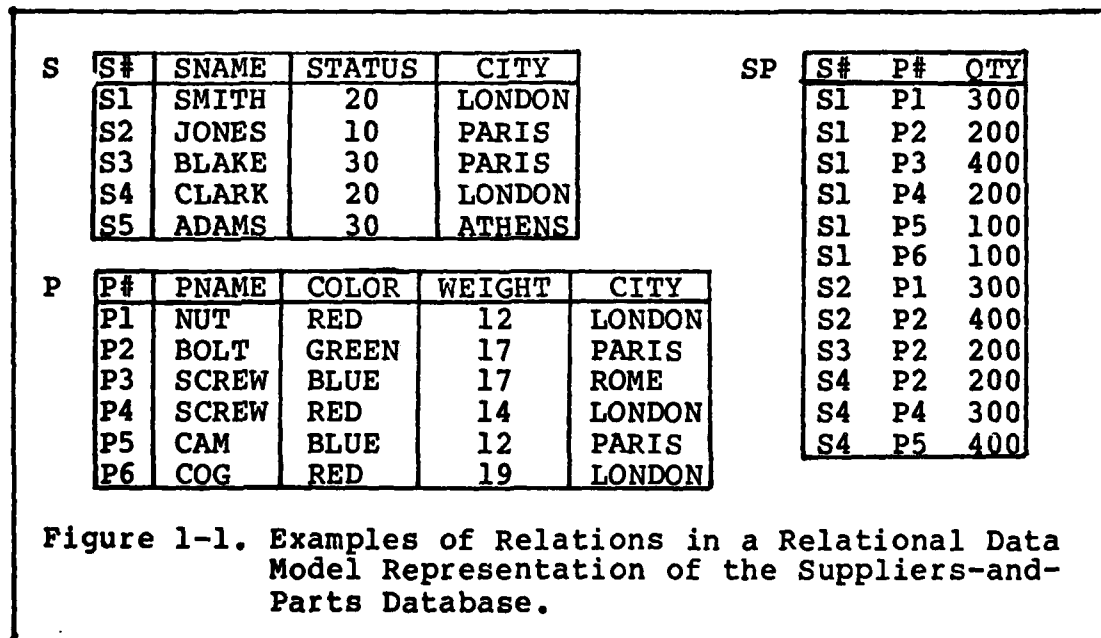 S
S# SNAME STATUS CITY
S1 SMITH 20 LONDON
S2 JONES 10 PARIS
S3 BLAKE 30 PARIS
S4 CLARK 20 LONDON
S5 ADAMS 30 ATHENS
P
P# PNAME COLOR WEIGHT CITY
P1 NUT RED 12 LONDON
P2 BOLT GREEN 17 PARIS
P3 SCREW BLUE 17 ROME
P4 SCREW RED 14 LONDON
P5 CAM BLUE 12 PARIS
P6 COG RED 19 LONDON
SP
S# P# QTY
S1 P1 300
S1 P2 200
S1 P3 400
S1 P4 200
S1 P5 100
S1 P6 100
S2 P1 300
S2 P2 400
S3 P2 200
S4 P2 200
S4 P4 300
S4 P5 400
Figure 1-1. Examples of Relations in a Relational Data
Model Representation of the Suppliers-and-
Parts Database.